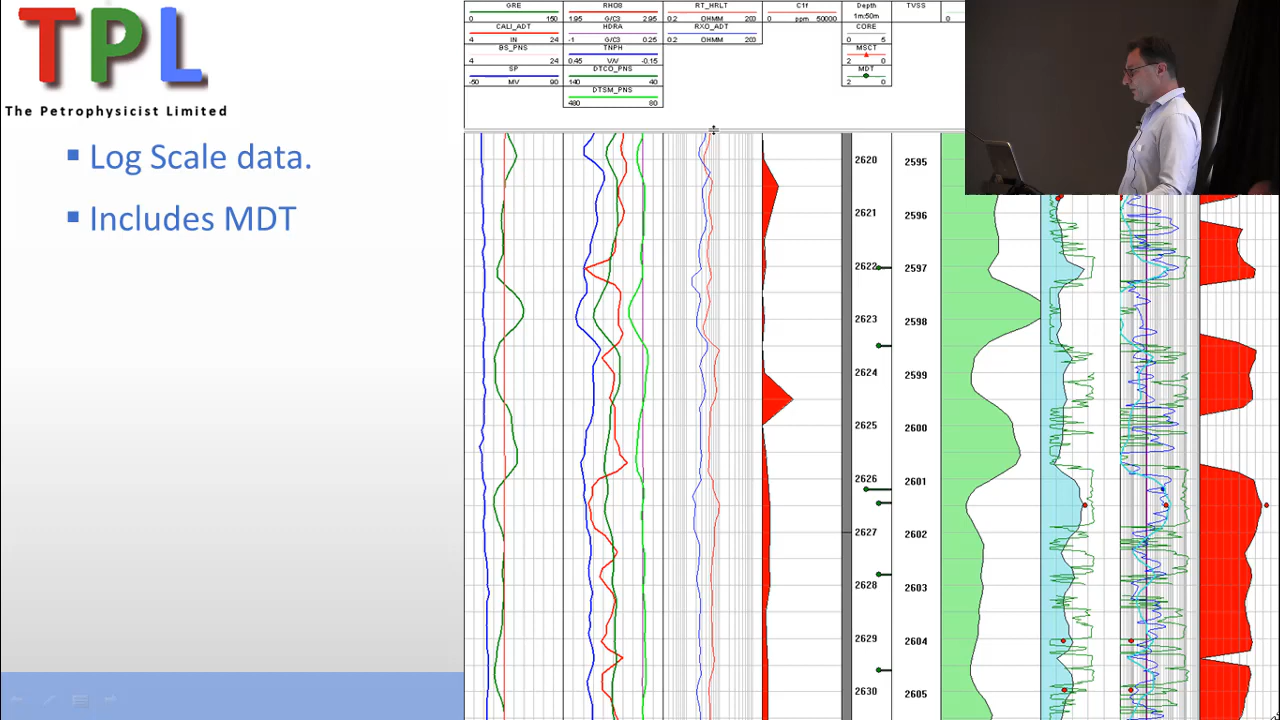 TPL
The Petrophysicist Limited
Log Scale data.
Includes MDT
GRE
0 150
CALI_ADT
4 IN 24
BS_PNS
4 24
SP
-50 MV 90
RHOB
1.95 G/C3 2.95
HDRA
-1 G/C3 0.25
TNPH
0.45 V/V -0.15
DTCO_PNS
140 40
DTSM_PNS
480 80
RT_HRLT
0.2 OHMM 200
RXO_ADT
0.2 OHMM 200
C1f
0 ppm 50000
Depth
1m:50m
CORE
0 5
MSCT
2 0
MDT
2 0
TVSS
0
2620 2595
2621 2596
2622 2597
2623 2598
2624 2599
2625 2600
2626 2601
2627 2602
2628 2603
2629 2604
2630 2605